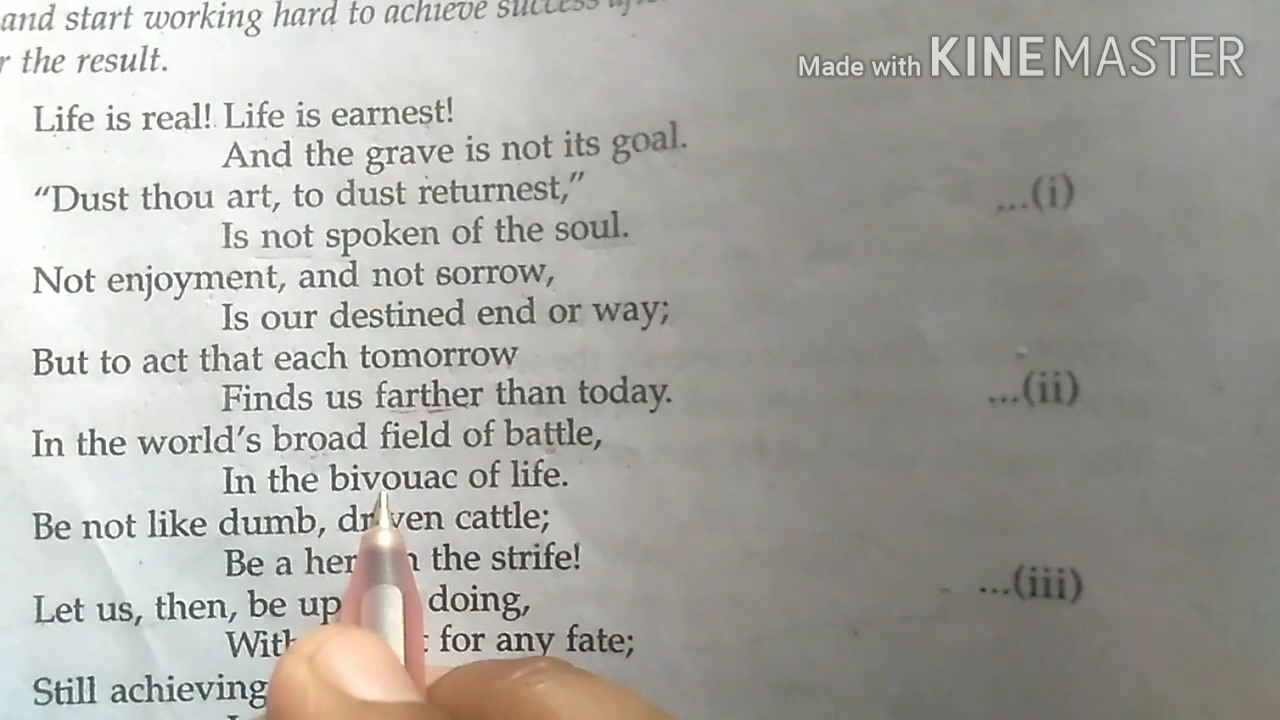 and start working hard to achieve success
Made with KINEMASTER
r the result.
Life is real! Life is earnest!
And the grave is not its goal.
"Dust thou art, to dust returnest,"
...(i)
Is not spoken of the soul.
Not enjoyment, and not sorrow,
Is our destined end or way;
But to act that each tomorrow
Finds us farther than today.
...(ii)
In the world's broad field of battle,
In the bivouac of life.
Be not like dumb, driven cattle;
Be a her the strife!
...(iii)
Let us, then, be up doing,
With for any fate;
Still achieving